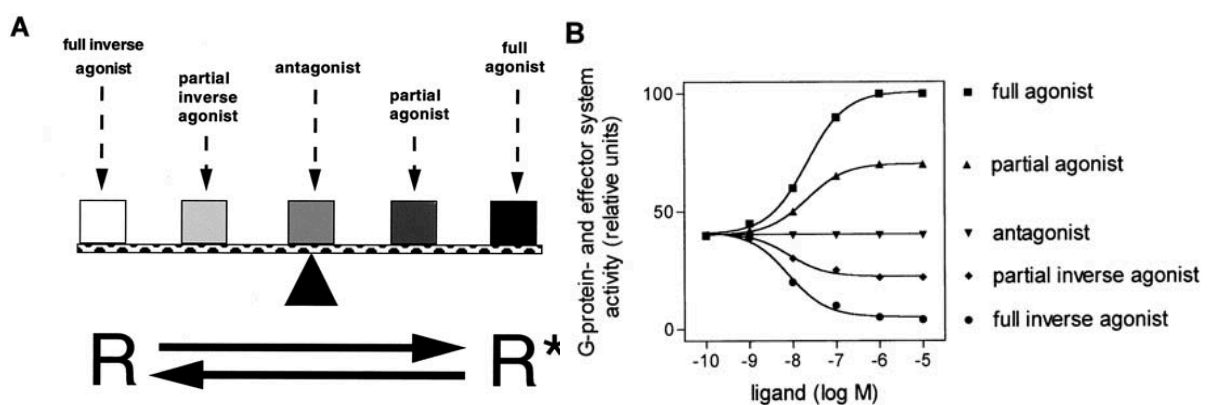 A
full inverse
agonist
partial
inverse
agonist
antagonist
partial
agonist
full
agonist
R
R*
B
G-protein- and effector system
activity (relative units)
100
50
0
-10 -9 -8 -7 -6 -5
ligand (log M)
full agonist
partial agonist
antagonist
partial inverse agonist
full inverse agonist